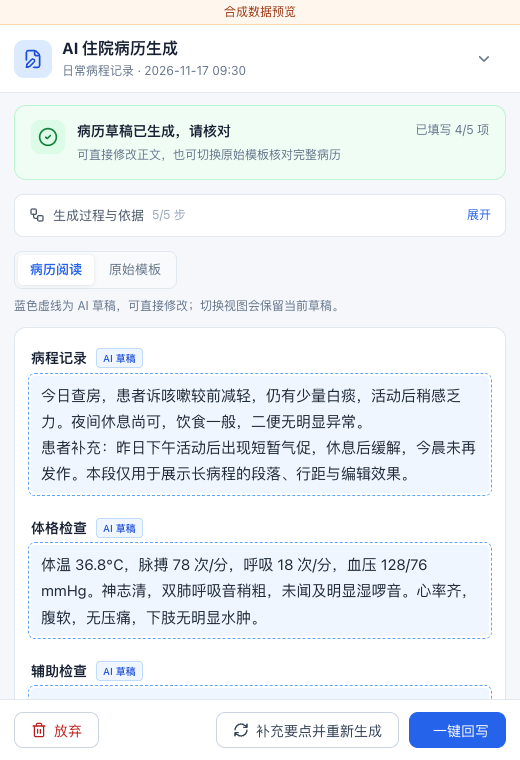 合成数据预览
AI 住院病历生成
日常病程记录 · 2026-11-17 09:30
病历草稿已生成，请核对
已填写 4/5 项
可直接修改正文，也可切换原始模板核对完整病历
生成过程与依据 5/5 步
展开
病历阅读
原始模板
蓝色虚线为 AI 草稿，可直接修改；切换视图会保留当前草稿。
病程记录 AI 草稿
今日查房，患者诉咳嗽较前减轻，仍有少量白痰，活动后稍感乏
力。夜间休息尚可，饮食一般，二便无明显异常。
患者补充：昨日下午活动后出现短暂气促，休息后缓解，今晨未再
发作。本段仅用于展示长病程的段落、行距与编辑效果。
体格检查 AI 草稿
体温 36.8°C，脉搏 78 次/分，呼吸 18 次/分，血压 128/76
mmHg。神志清，双肺呼吸音稍粗，未闻及明显湿啰音。心率齐，
腹软，无压痛，下肢无明显水肿。
辅助检查 AI 草稿
放弃
补充要点并重新生成
一键回写